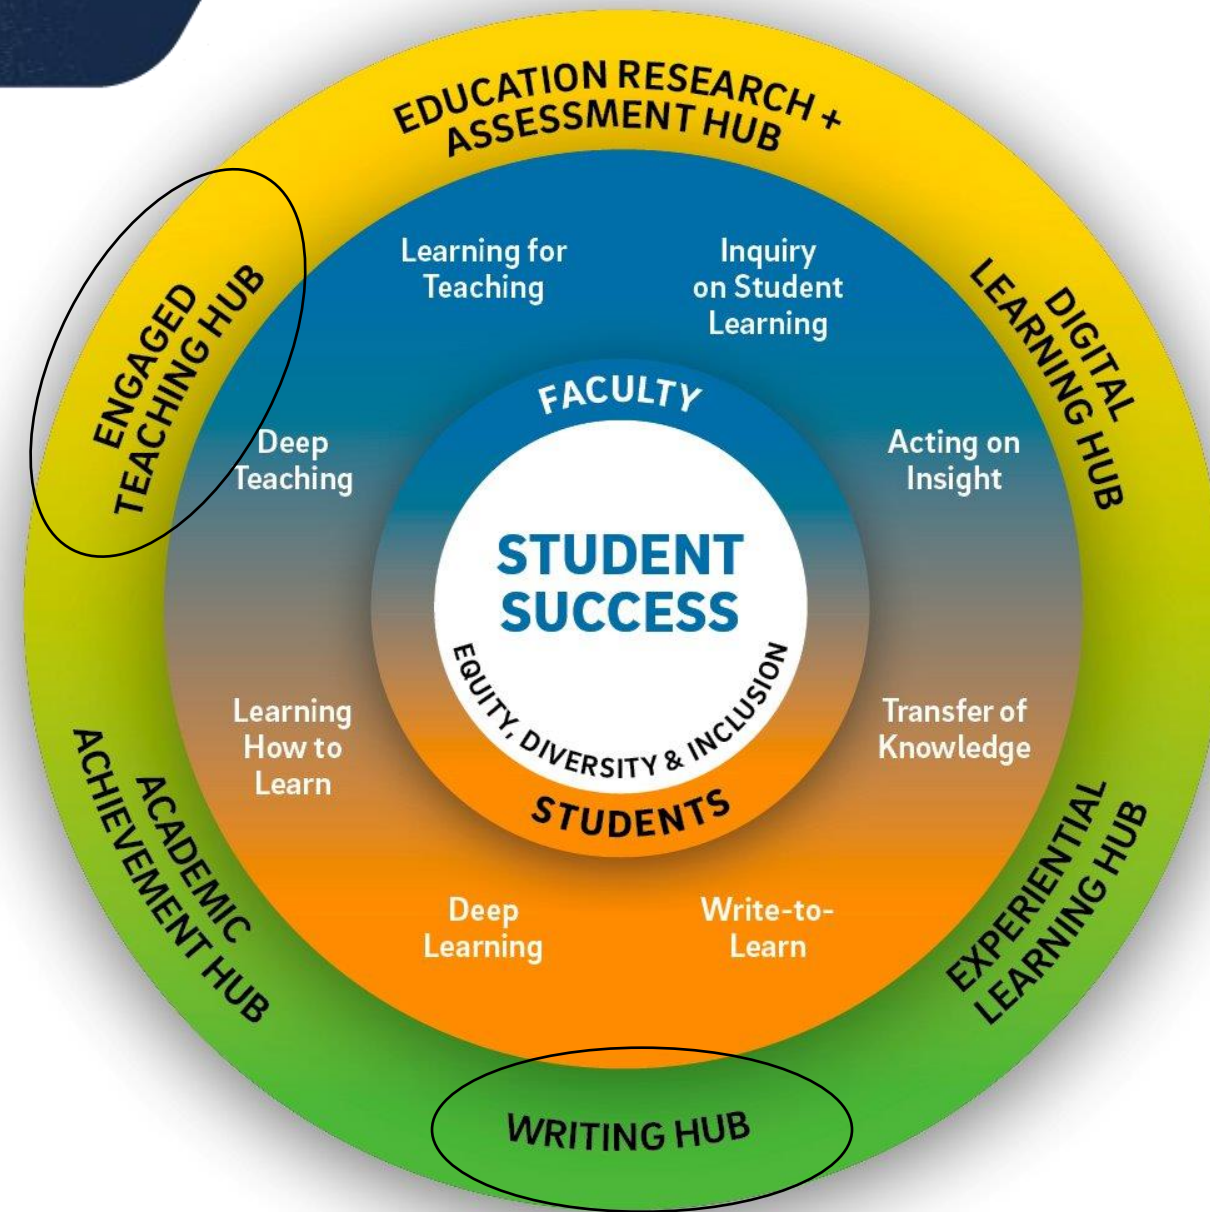 EDUCATION RESEARCH +
ASSESSMENT HUB
ENGAGED
TEACHING HUB
DIGITAL
LEARNING HUB
Learning for
Teaching
Inquiry
on Student
Learning
FACULTY
Deep
Teaching
Acting on
Insight
STUDENT
SUCCESS
EQUITY, DIVERSITY & INCLUSION
STUDENTS
Learning
How to
Learn
Transfer of
Knowledge
Deep
Learning
Write-to-
Learn
ACADEMIC
ACHIEVEMENT HUB
EXPERIENTIAL
LEARNING HUB
WRITING HUB